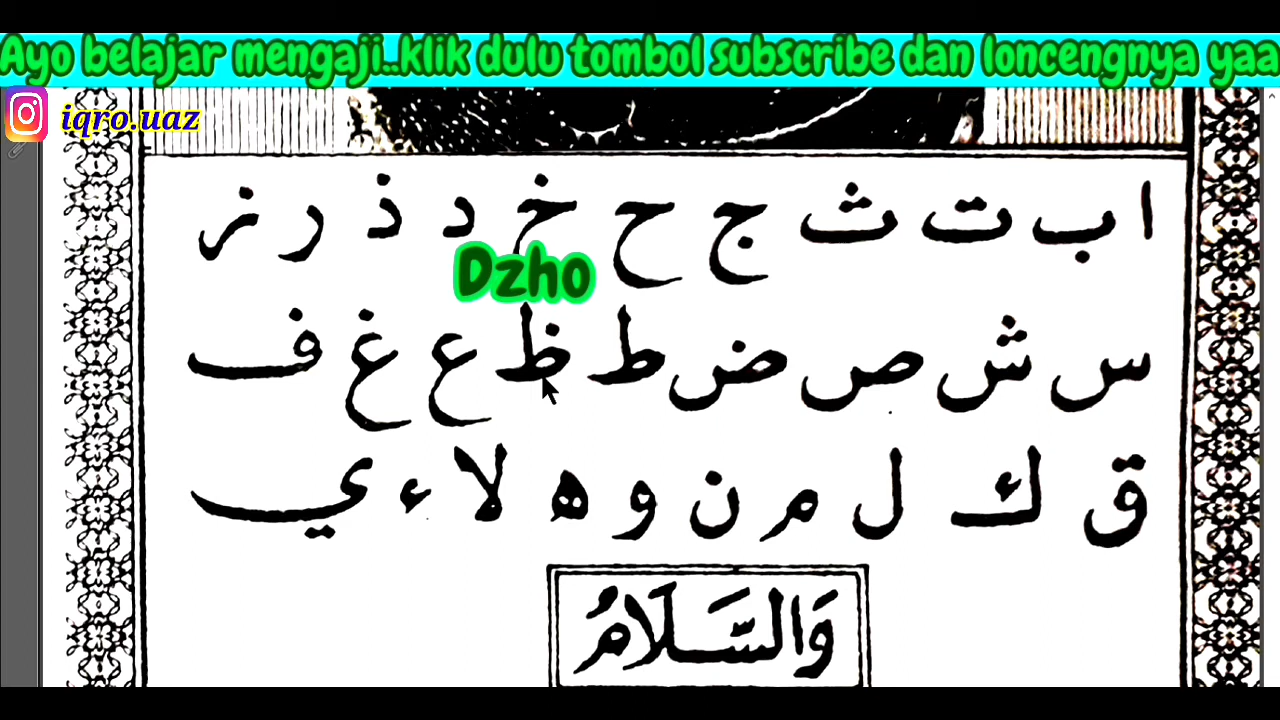 Ayo belajar mengaji..klik dulu tombol subscribe dan loncengnya yaa
iqro.uaz
ا ب ت ث ج ح خ د ذ ر ز
Dzho
س ش ص ض ط ظ ع غ ف
ق ك ل م ن و ه لا ء ي
وَالسَّلَامُ